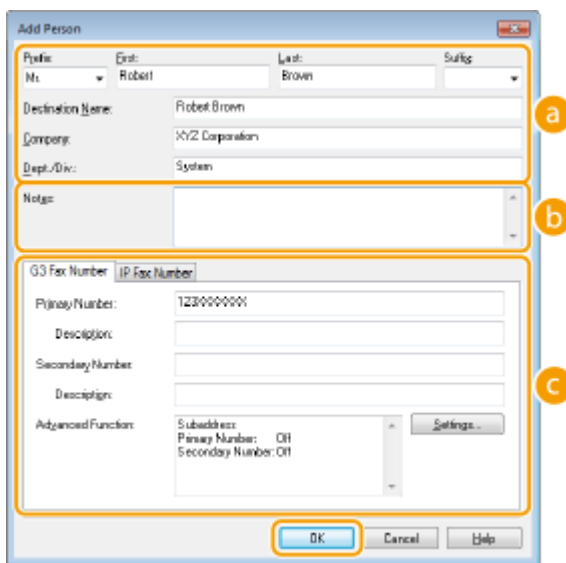 Add Person
Prefix: First: Last: Suffix:
Mr. Robert Brown
Destination Name: Robert Brown
a
Company: XYZ Corporation
Dept./Div.: System
Notes:
b
G3 Fax Number IP Fax Number
Primary Number: 123XXXXXXX
Description:
Secondary Number:
Description:
c
Advanced Function: Subaddress:
Primary Number: Off
Secondary Number: Off
Settings...
OK Cancel Help